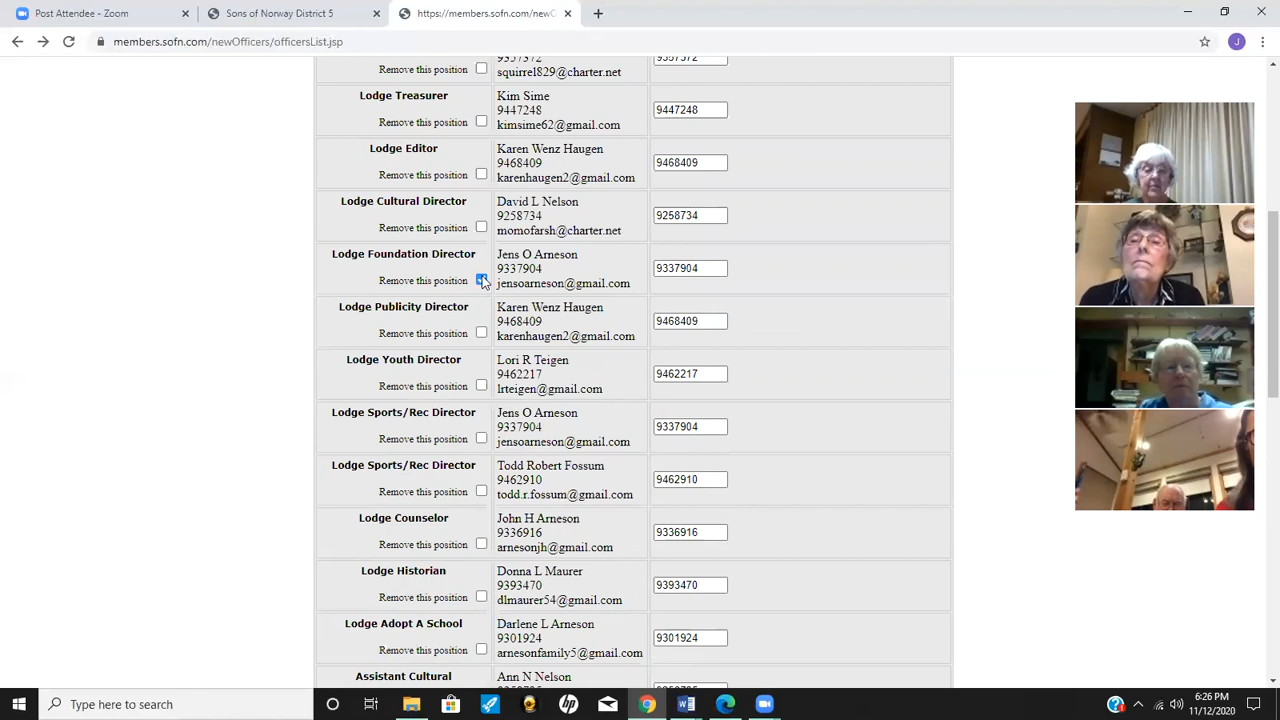 Post Attendee - Zoom
Sons of Norway District 5
https://members.sofn.com/newO
members.sofn.com/newOfficers/officersList.jsp
J
9357372
9357372
Remove this position
squirrel829@charter.net
Lodge Treasurer
Kim Sime
9447248
9447248
Remove this position
kimsime62@gmail.com
Lodge Editor
Karen Wenz Haugen
9468409
9468409
Remove this position
karenhaugen2@gmail.com
Lodge Cultural Director
David L Nelson
9258734
9258734
Remove this position
momofarsh@charter.net
Lodge Foundation Director
Jens O Arneson
9337904
9337904
Remove this position
jensoarneson@gmail.com
Lodge Publicity Director
Karen Wenz Haugen
9468409
9468409
Remove this position
karenhaugen2@gmail.com
Lodge Youth Director
Lori R Teigen
9462217
9462217
Remove this position
lrteigen@gmail.com
Lodge Sports/Rec Director
Jens O Arneson
9337904
9337904
Remove this position
jensoarneson@gmail.com
Lodge Sports/Rec Director
Todd Robert Fossum
9462910
9462910
Remove this position
todd.r.fossum@gmail.com
Lodge Counselor
John H Arneson
9336916
9336916
Remove this position
arnesonjh@gmail.com
Lodge Historian
Donna L Maurer
9393470
9393470
Remove this position
dlmaurer54@gmail.com
Lodge Adopt A School
Darlene L Arneson
9301924
9301924
Remove this position
arnesonfamily5@gmail.com
Assistant Cultural
Ann N Nelson
Type here to search
6:26 PM
11/12/2020